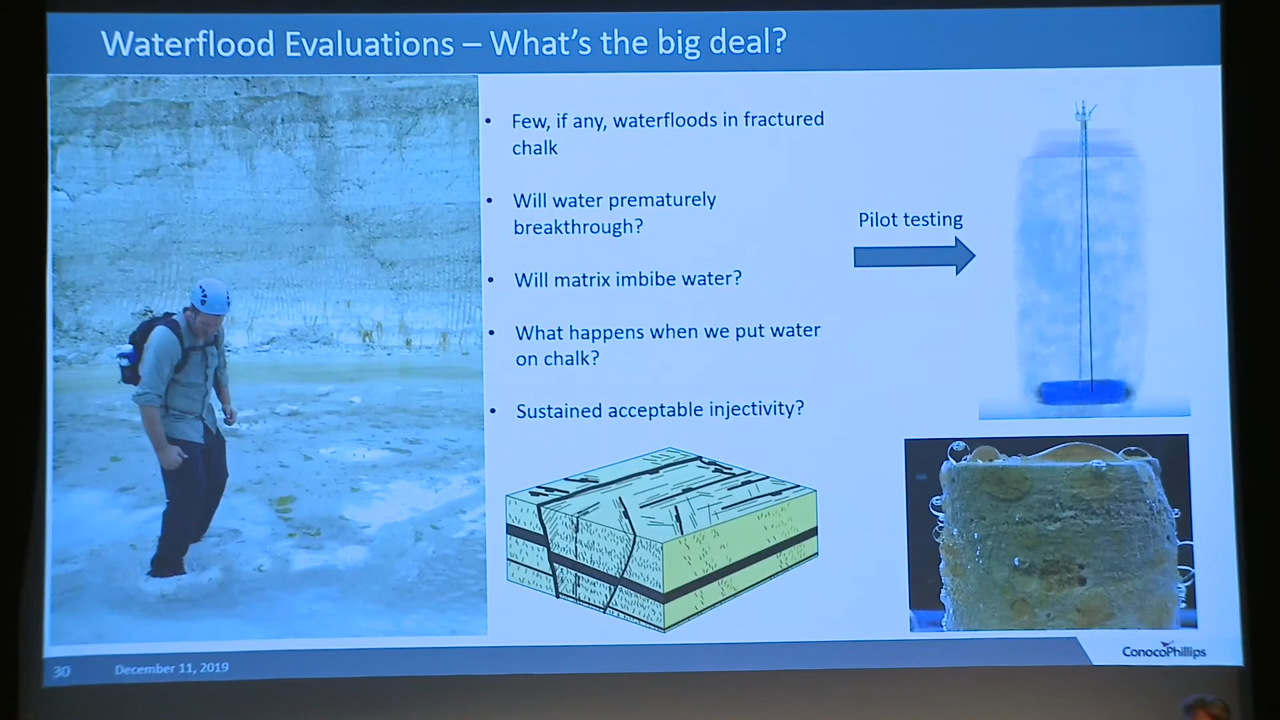 Waterflood Evaluations – What's the big deal?
• Few, if any, waterfloods in fractured
chalk
• Will water prematurely
breakthrough?
• Will matrix imbibe water?
• What happens when we put water
on chalk?
• Sustained acceptable injectivity?
Pilot testing
30
December 11, 2019
ConocoPhillips